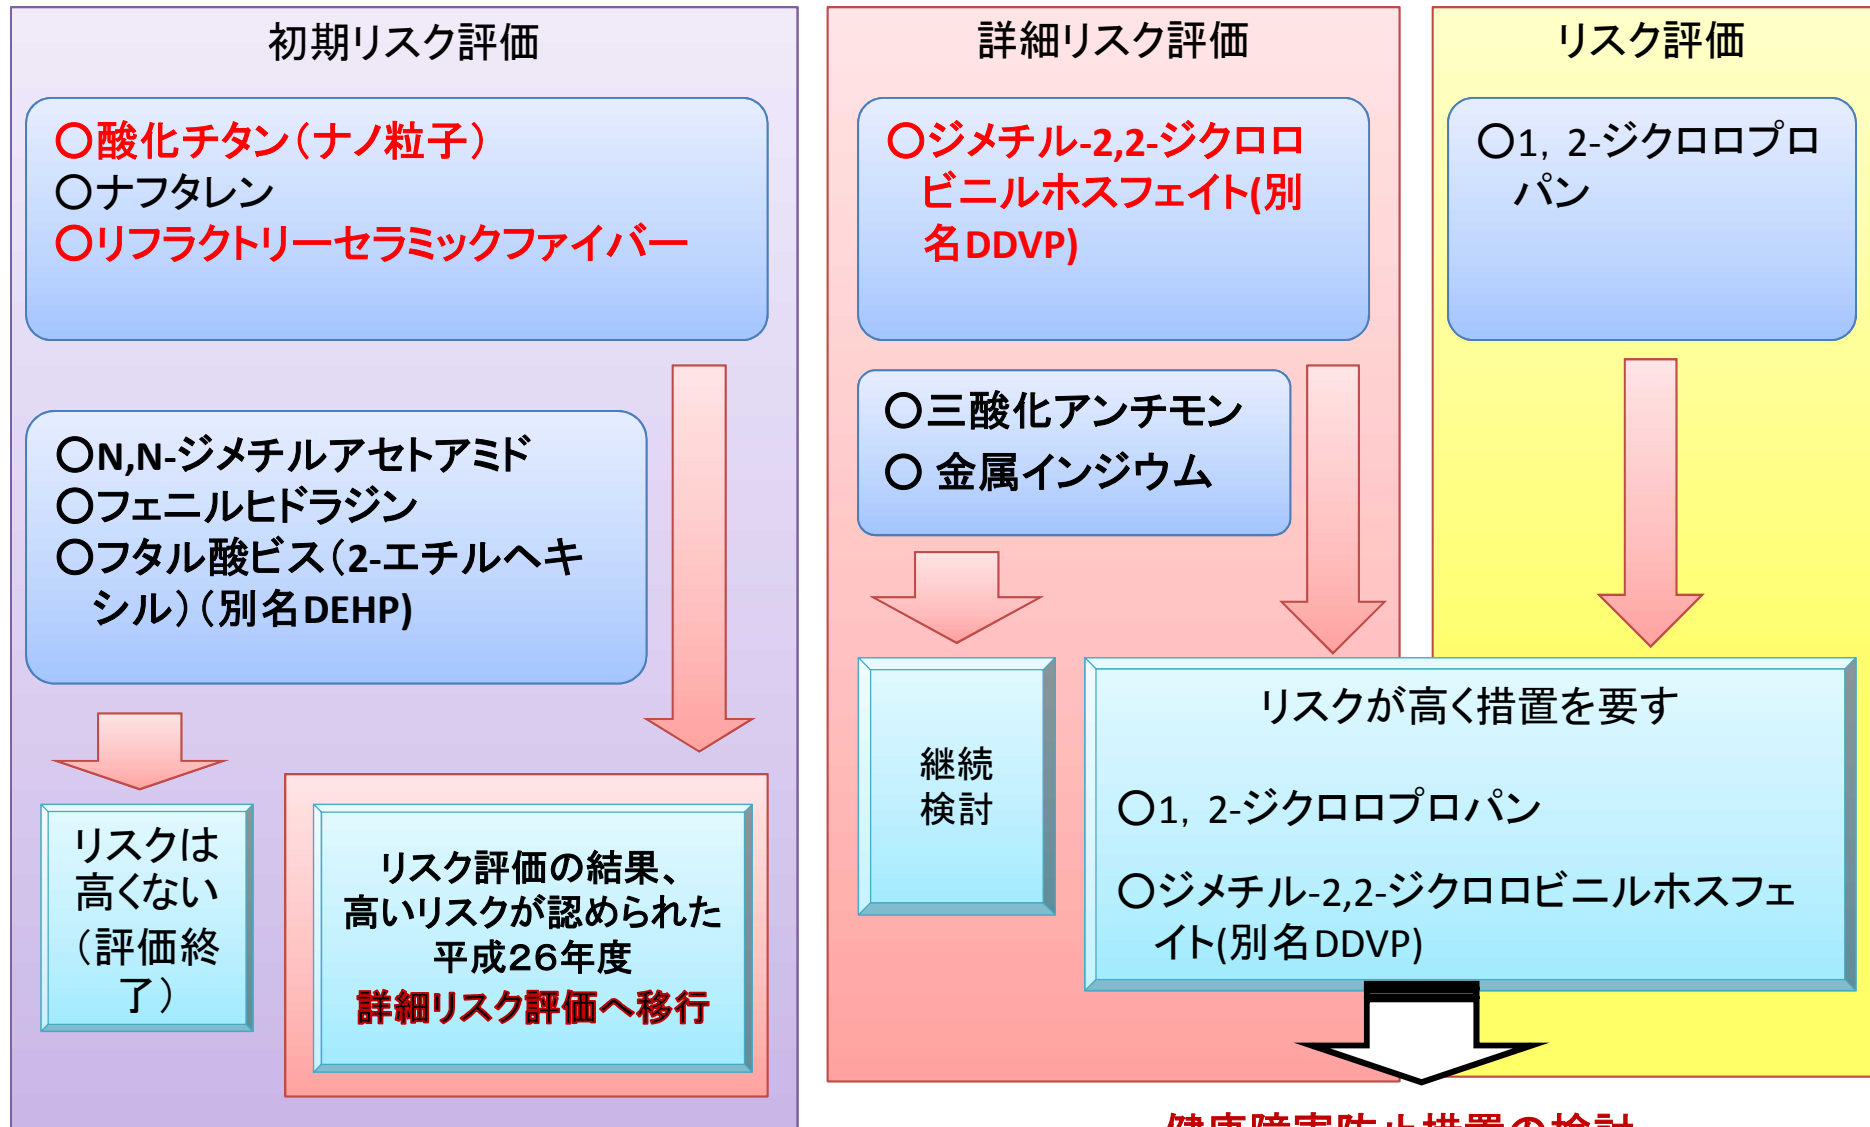 初期リスク評価
○酸化チタン（ナノ粒子）
○ナフタレン
○リフラクトリーセラミックファイバー
○N,N-ジメチルアセトアミド
○フェニルヒドラジン
○フタル酸ビス（2-エチルヘキ
シル）（別名DEHP)
リスクは
高くない
（評価終
了）
リスク評価の結果、
高いリスクが認められた
平成２６年度
詳細リスク評価へ移行
詳細リスク評価
○ジメチル-2,2-ジクロロ
ビニルホスフェイト(別
名DDVP)
○三酸化アンチモン
○ 金属インジウム
継続
検討
リスク評価
○1，2-ジクロロプロ
パン
リスクが高く措置を要す
○1，2-ジクロロプロパン
○ジメチル-2,2-ジクロロビニルホスフェ
イト(別名DDVP)
健康障害防止措置の検討